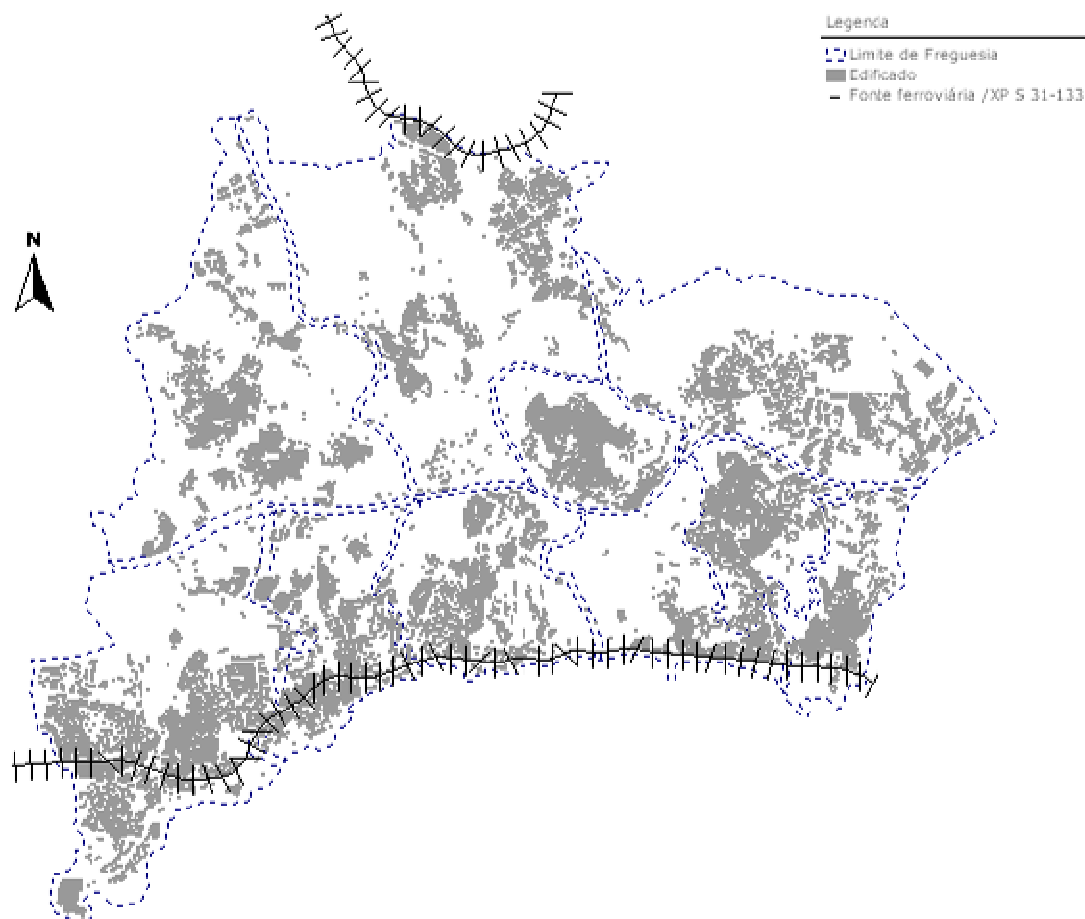 Legenda
Limite de Freguesia
Edificado
Fonte ferroviária /XP S 31-133
N